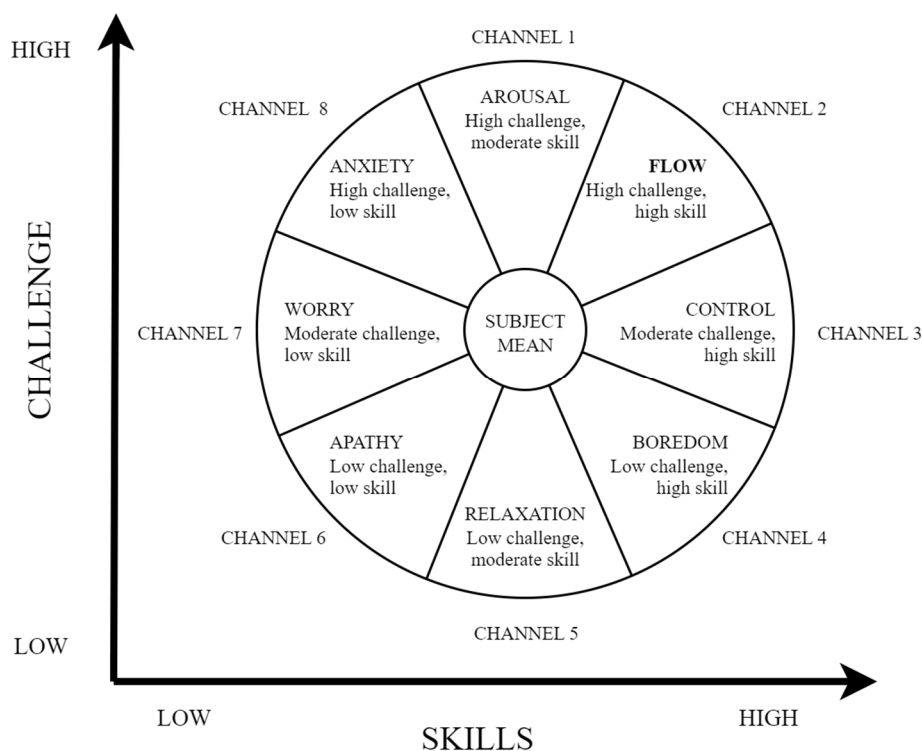 CHANNEL 1
HIGH
CHANNEL 8
AROUSAL
High challenge,
moderate skill
CHANNEL 2
ANXIETY
High challenge,
low skill
FLOW
High challenge,
high skill
CHALLENGE
CHANNEL 7
WORRY
Moderate challenge,
low skill
SUBJECT
MEAN
CONTROL
Moderate challenge,
high skill
CHANNEL 3
APATHY
Low challenge,
low skill
BOREDOM
Low challenge,
high skill
CHANNEL 6
RELAXATION
Low challenge,
moderate skill
CHANNEL 4
CHANNEL 5
LOW
LOW
SKILLS
HIGH